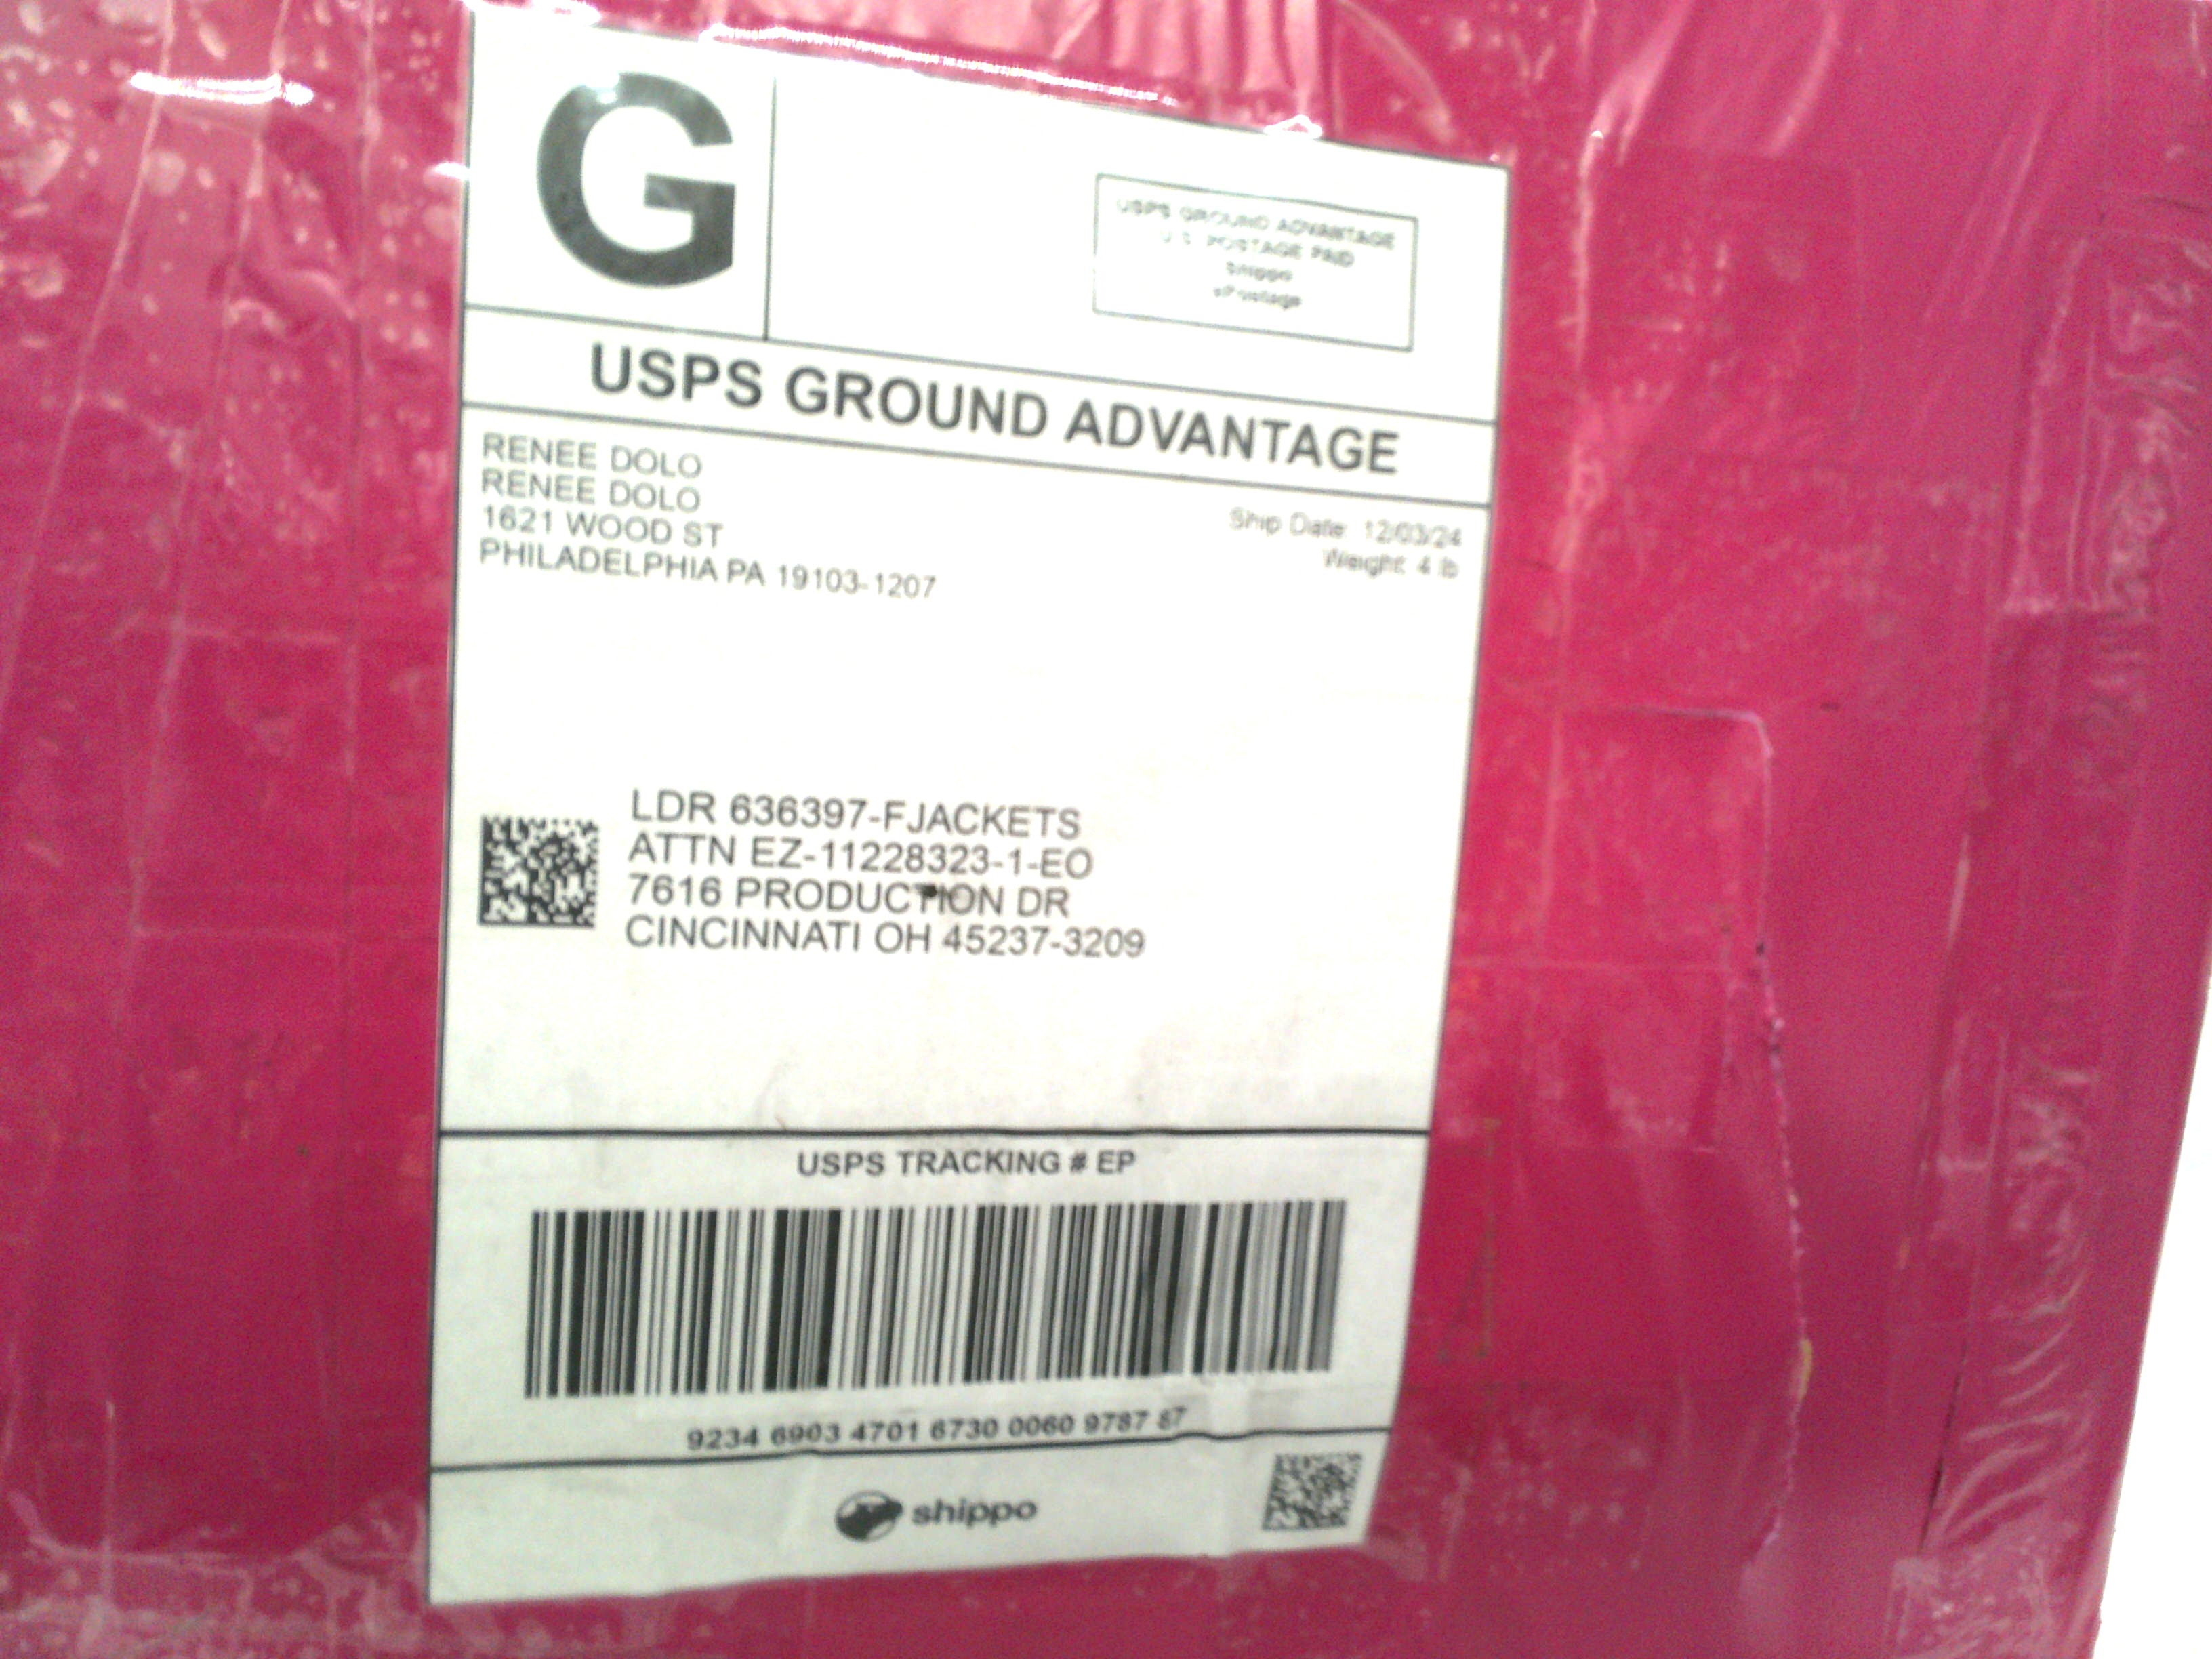 G
USPS GROUND ADVANTAGE
U.S. POSTAGE PAID
Shippo
ePostage
USPS GROUND ADVANTAGE
RENEE DOLO
RENEE DOLO
1621 WOOD ST
PHILADELPHIA PA 19103-1207
Ship Date: 12/03/24
Weight: 4 lb
LDR 636397-FJACKETS
ATTN EZ-11228323-1-EO
7616 PRODUCTION DR
CINCINNATI OH 45237-3209
USPS TRACKING # EP
9234 6903 4701 6730 0060 9787 87
shippo